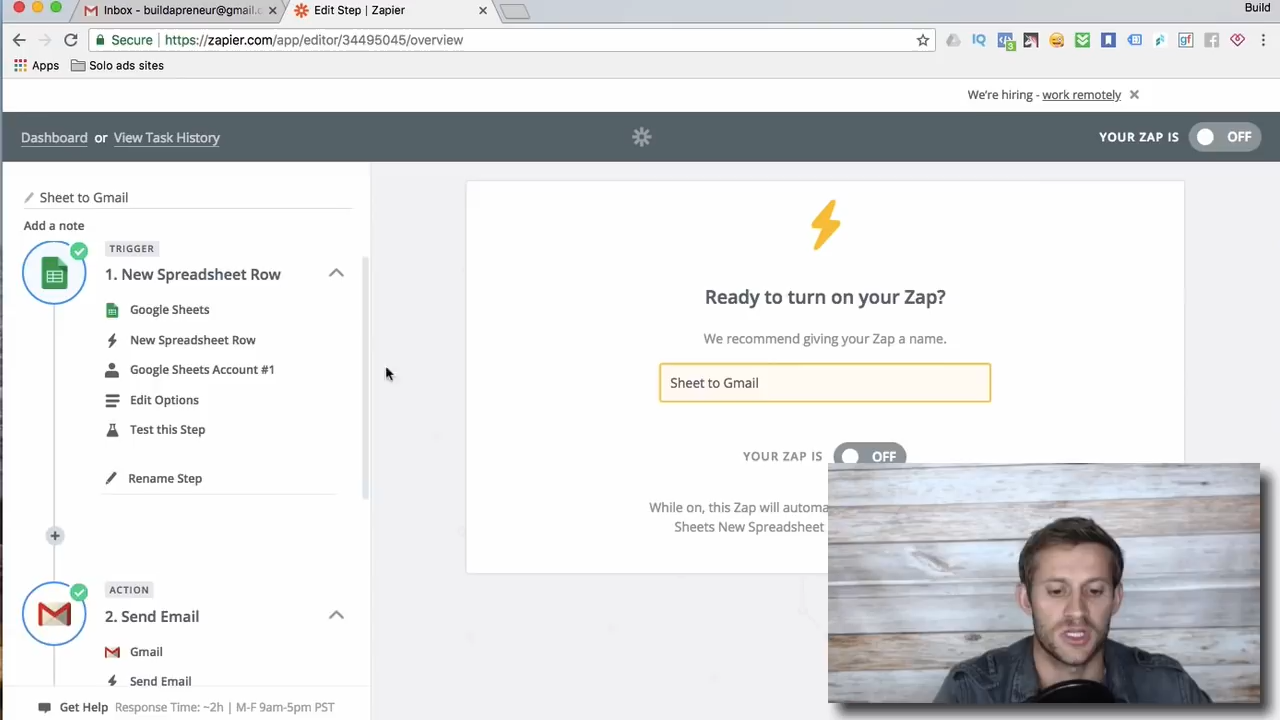 Inbox - buildapreneur@gmail.c
Edit Step | Zapier
Build
Secure
https://zapier.com/app/editor/34495045/overview
IQ
3
gf
Apps
Solo ads sites
We're hiring - work remotely
Dashboard or View Task History
YOUR ZAP IS
OFF
Sheet to Gmail
Add a note
TRIGGER
1. New Spreadsheet Row
Google Sheets
New Spreadsheet Row
Google Sheets Account #1
Edit Options
Test this Step
Rename Step
ACTION
2. Send Email
Gmail
Send Email
Get Help
Response Time: ~2h | M-F 9am-5pm PST
Ready to turn on your Zap?
We recommend giving your Zap a name.
Sheet to Gmail
YOUR ZAP IS
OFF
While on, this Zap will automa
Sheets New Spreadsheet